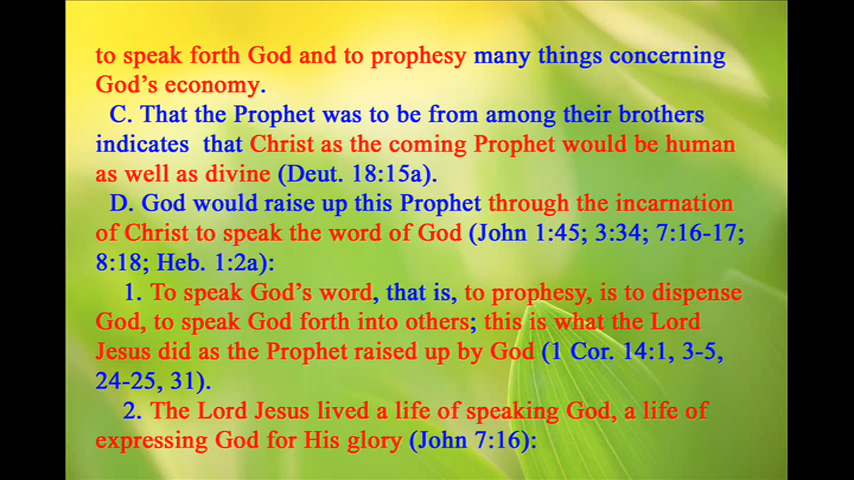 to speak forth God and to prophesy many things concerning
God's economy.
C. That the Prophet was to be from among their brothers
indicates that Christ as the coming Prophet would be human
as well as divine (Deut. 18:15a).
D. God would raise up this Prophet through the incarnation
of Christ to speak the word of God (John 1:45; 3:34; 7:16-17;
8:18; Heb. 1:2a):
1. To speak God's word, that is, to prophesy, is to dispense
God, to speak God forth into others; this is what the Lord
Jesus did as the Prophet raised up by God (1 Cor. 14:1, 3-5,
24-25, 31).
2. The Lord Jesus lived a life of speaking God, a life of
expressing God for His glory (John 7:16):